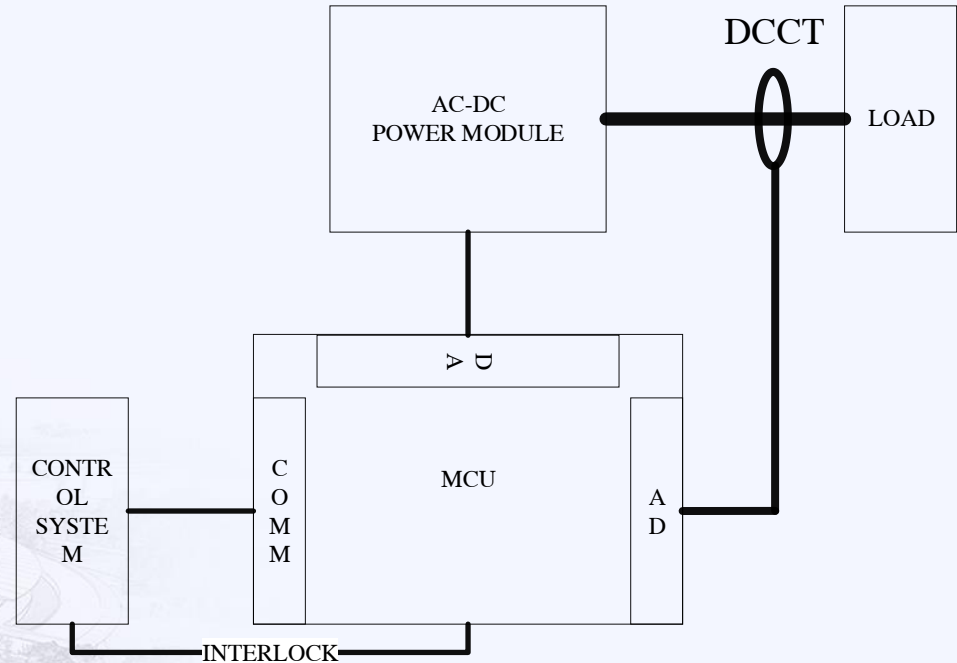 DCCT
AC-DC
POWER MODULE
LOAD
D
A
CONTR
OL
SYSTE
M
C
O
M
M
MCU
A
D
INTERLOCK